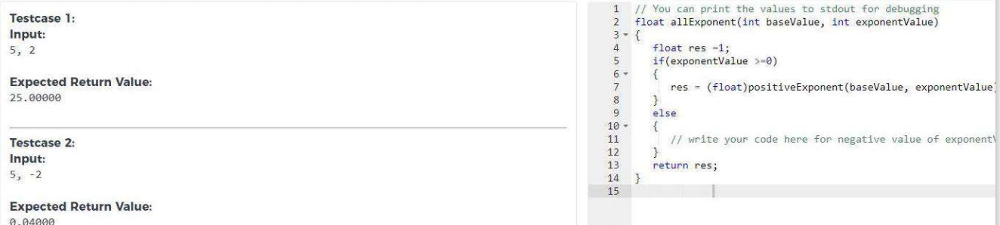 Testcase 1:
Input:
5, 2
Expected Return Value:
25.00000
Testcase 2:
Input:
5, -2
Expected Return Value:
0.04000
1 // You can print the values to stdout for debugging
2 float allExponent(int baseValue, int exponentValue)
3 {
4 float res =1;
5 if(exponentValue >=0)
6 {
7 res = (float)positiveExponent(baseValue, exponentValue)
8 }
9 else
10 {
11 // write your code here for negative value of exponentV
12 }
13 return res;
14 }
15